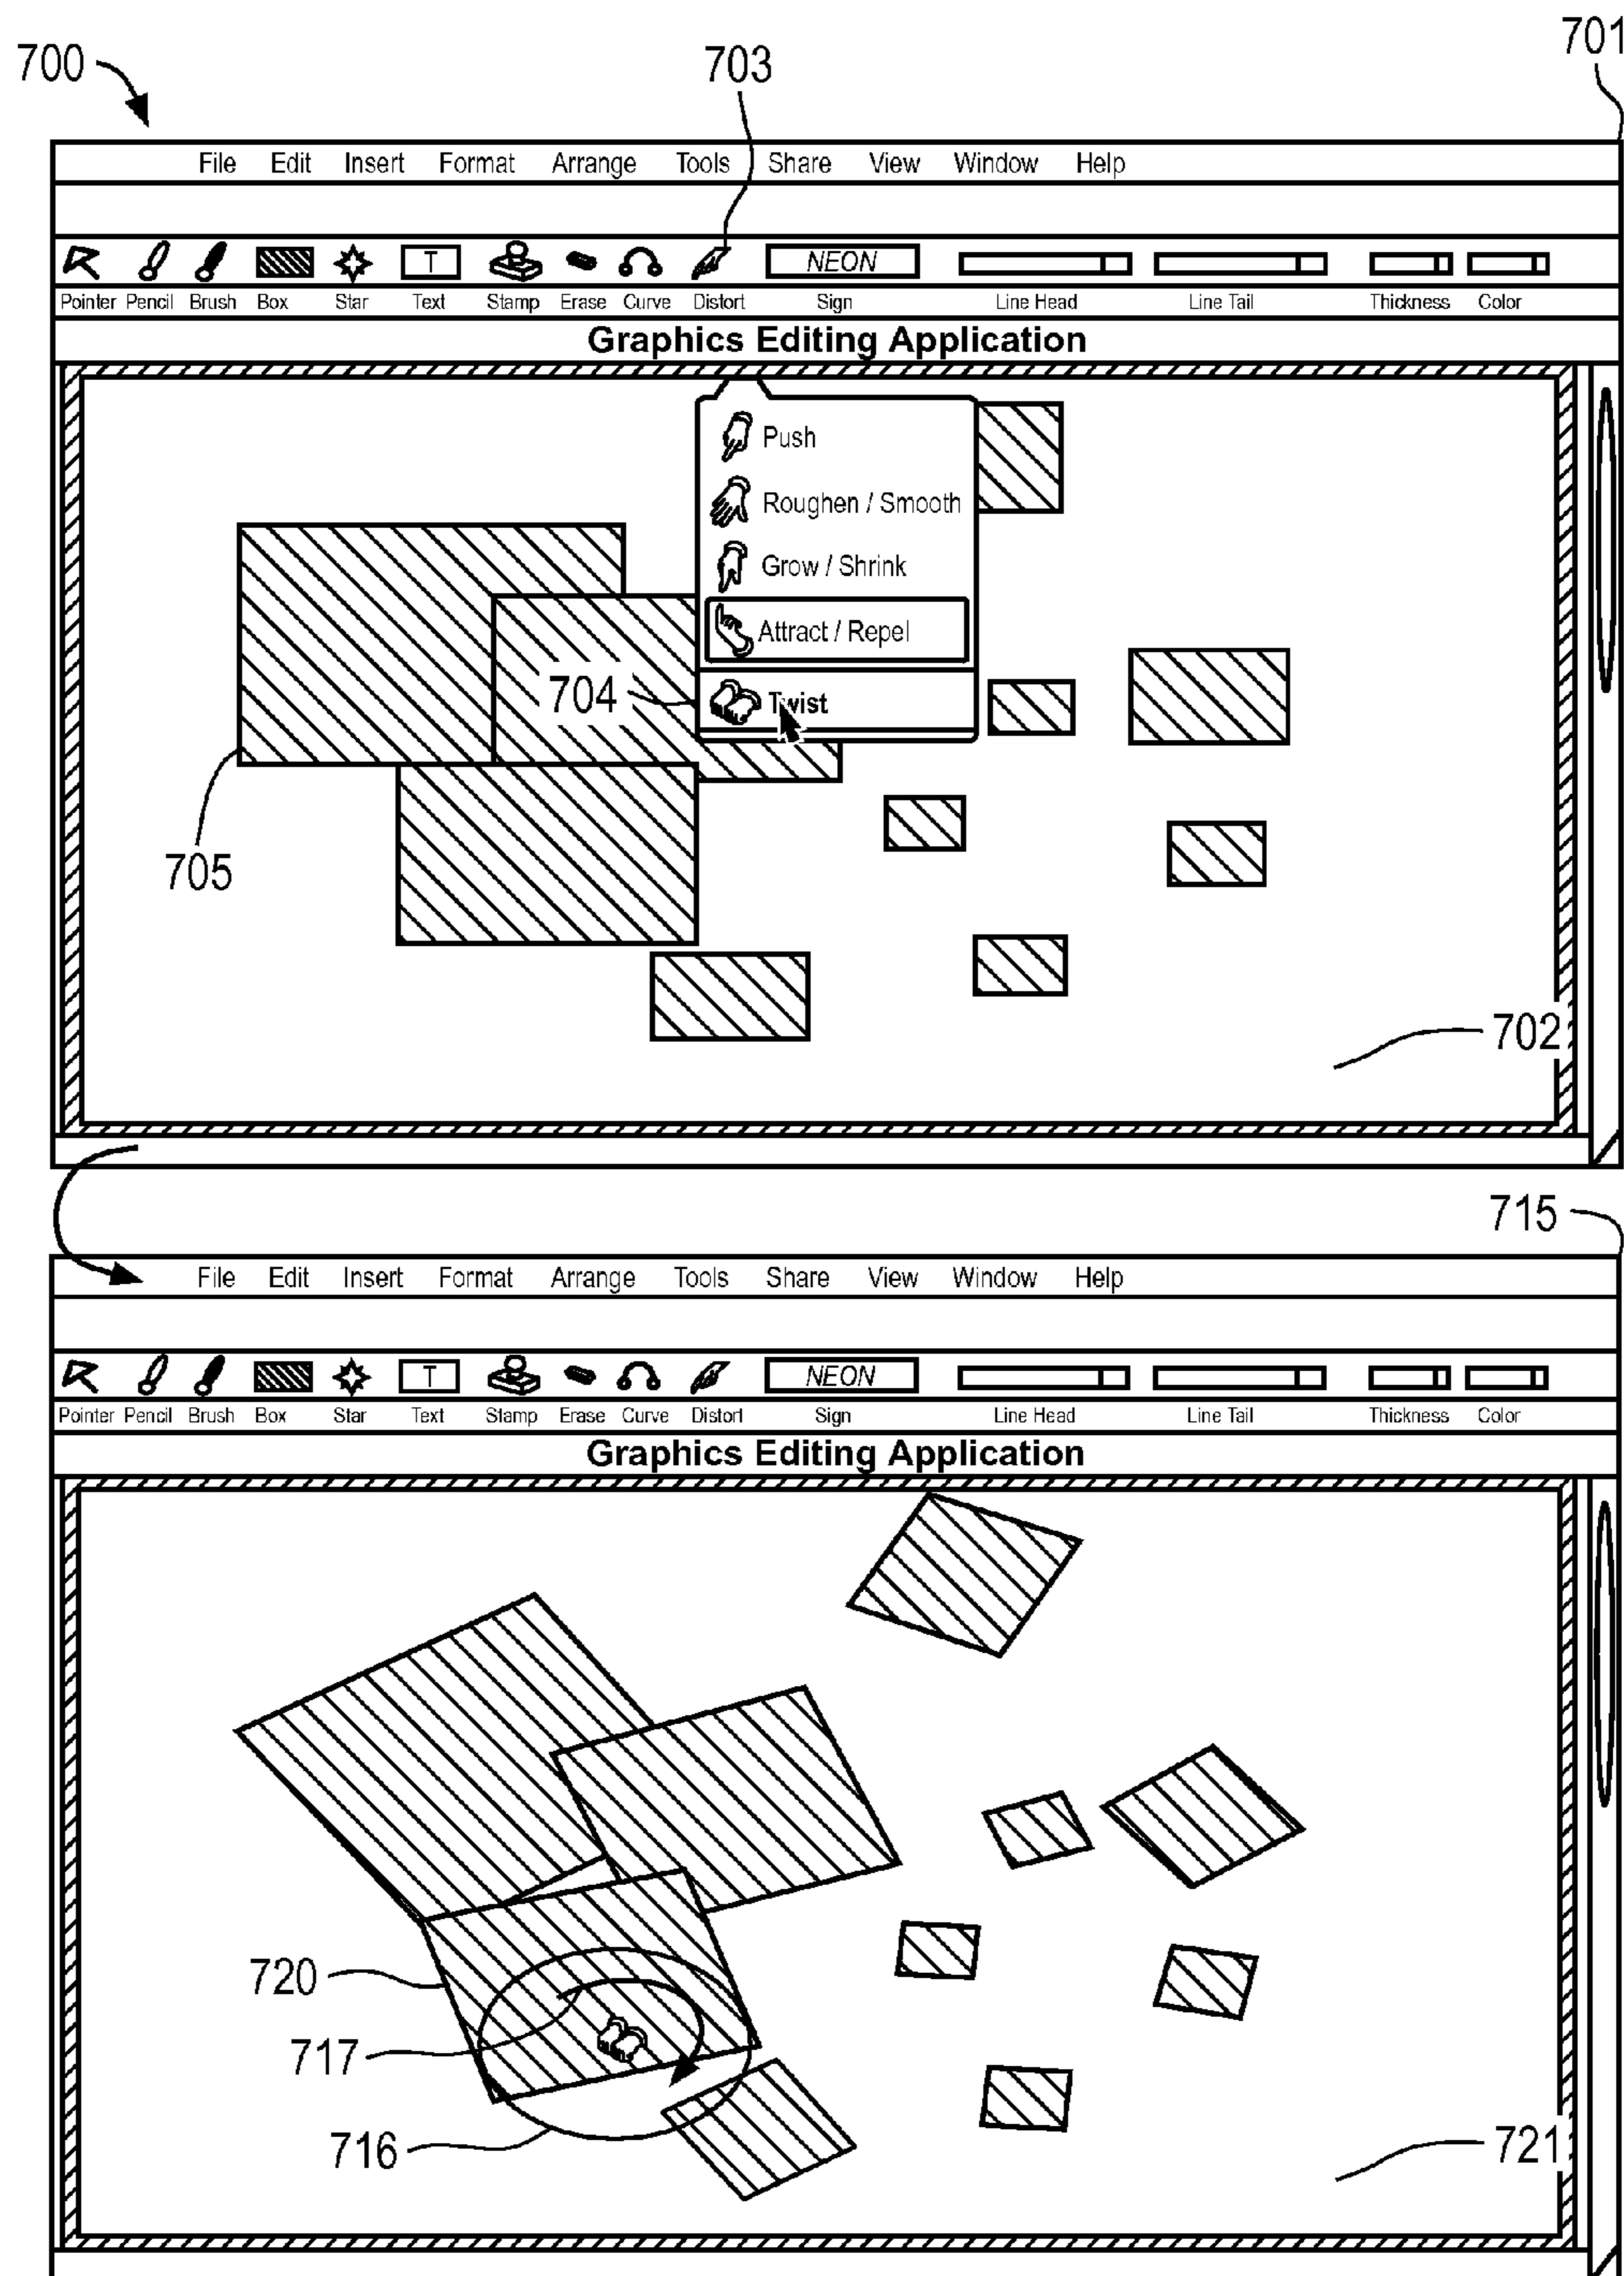 701
700
703
File Edit Insert Format Arrange Tools Share View Window Help
T NEON
Pointer Pencil Brush Box Star Text Stamp Erase Curve Distort Sign Line Head Line Tail Thickness Color
Graphics Editing Application
Push
Roughen / Smooth
Grow / Shrink
Attract / Repel
704 Twist
705
702
715
File Edit Insert Format Arrange Tools Share View Window Help
T NEON
Pointer Pencil Brush Box Star Text Stamp Erase Curve Distort Sign Line Head Line Tail Thickness Color
Graphics Editing Application
720
717
716
721